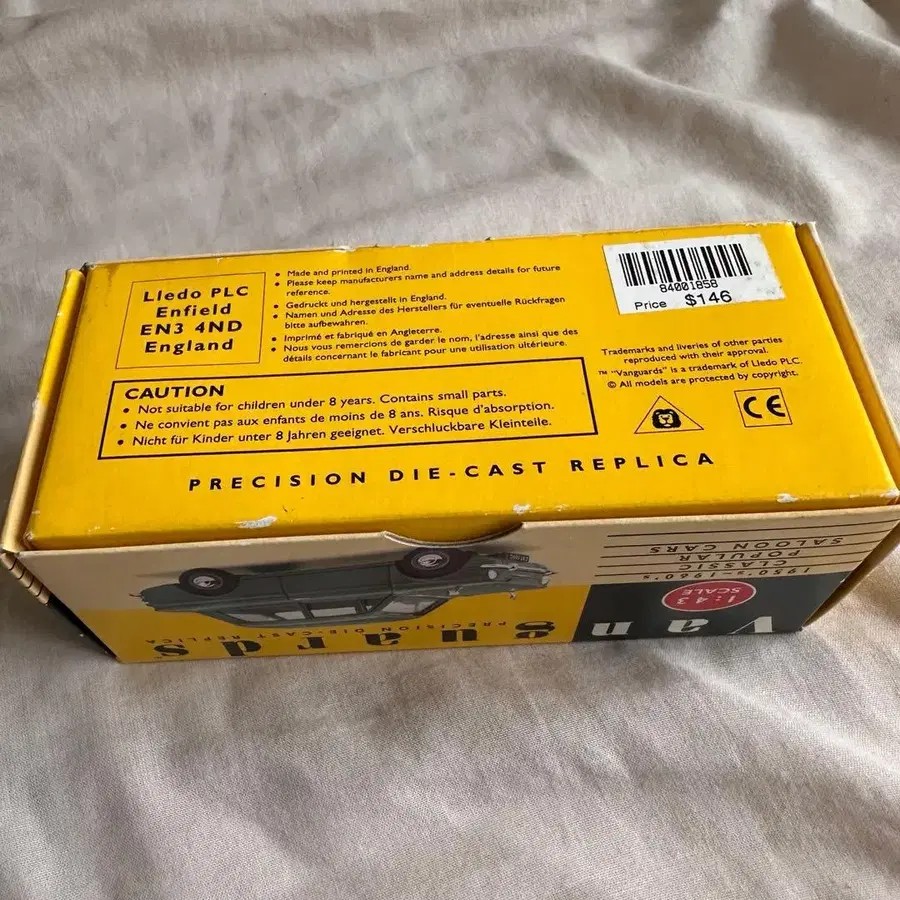 Lledo PLC
Enfield
EN3 4ND
England
• Made and printed in England.
• Please keep manufacturers name and address details for future
reference.
• Gedruckt und hergestellt in England.
• Namen und Adresse des Herstellers für eventuelle Rückfragen
bitte aufbewahren.
• Imprimé et fabriqué en Angleterre.
• Nous vous remercions de garder le nom, l'adresse ainsi que des
détails concernant le fabricant pour une utilisation ultérieure.
84001858
Price $146
Trademarks and liveries of other parties
reproduced with their approval.
™ "Vanguards" is a trademark of Lledo PLC.
© All models are protected by copyright.
CE
CAUTION
• Not suitable for children under 8 years. Contains small parts.
• Ne convient pas aux enfants de moins de 8 ans. Risque d'absorption.
• Nicht für Kinder unter 8 Jahren geeignet. Verschluckbare Kleinteile.
PRECISION DIE-CAST REPLICA
Vanguards
PRECISION DIE-CAST REPLICA
1:43
SCALE
1950's-1960's
CLASSIC
POPULAR
SALOON CARS